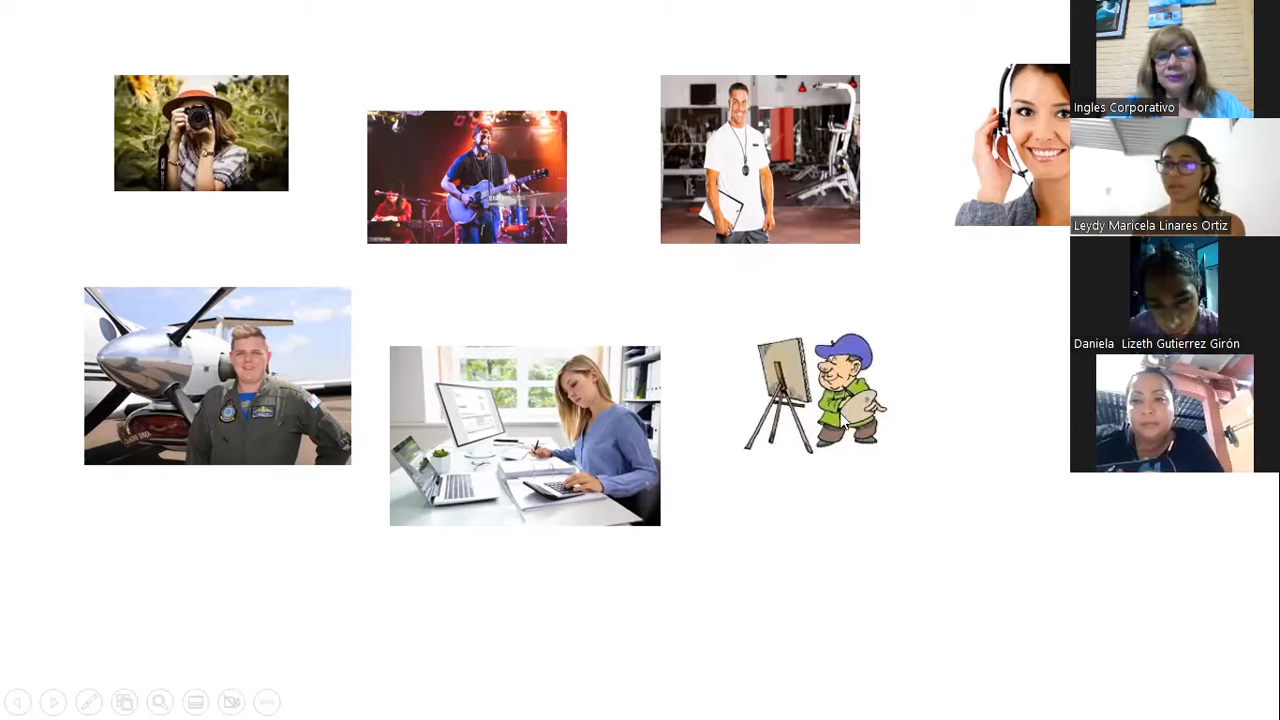 Ingles Corporativo
Leydy Maricela Linares Ortiz
Daniela Lizeth Gutierrez Girón